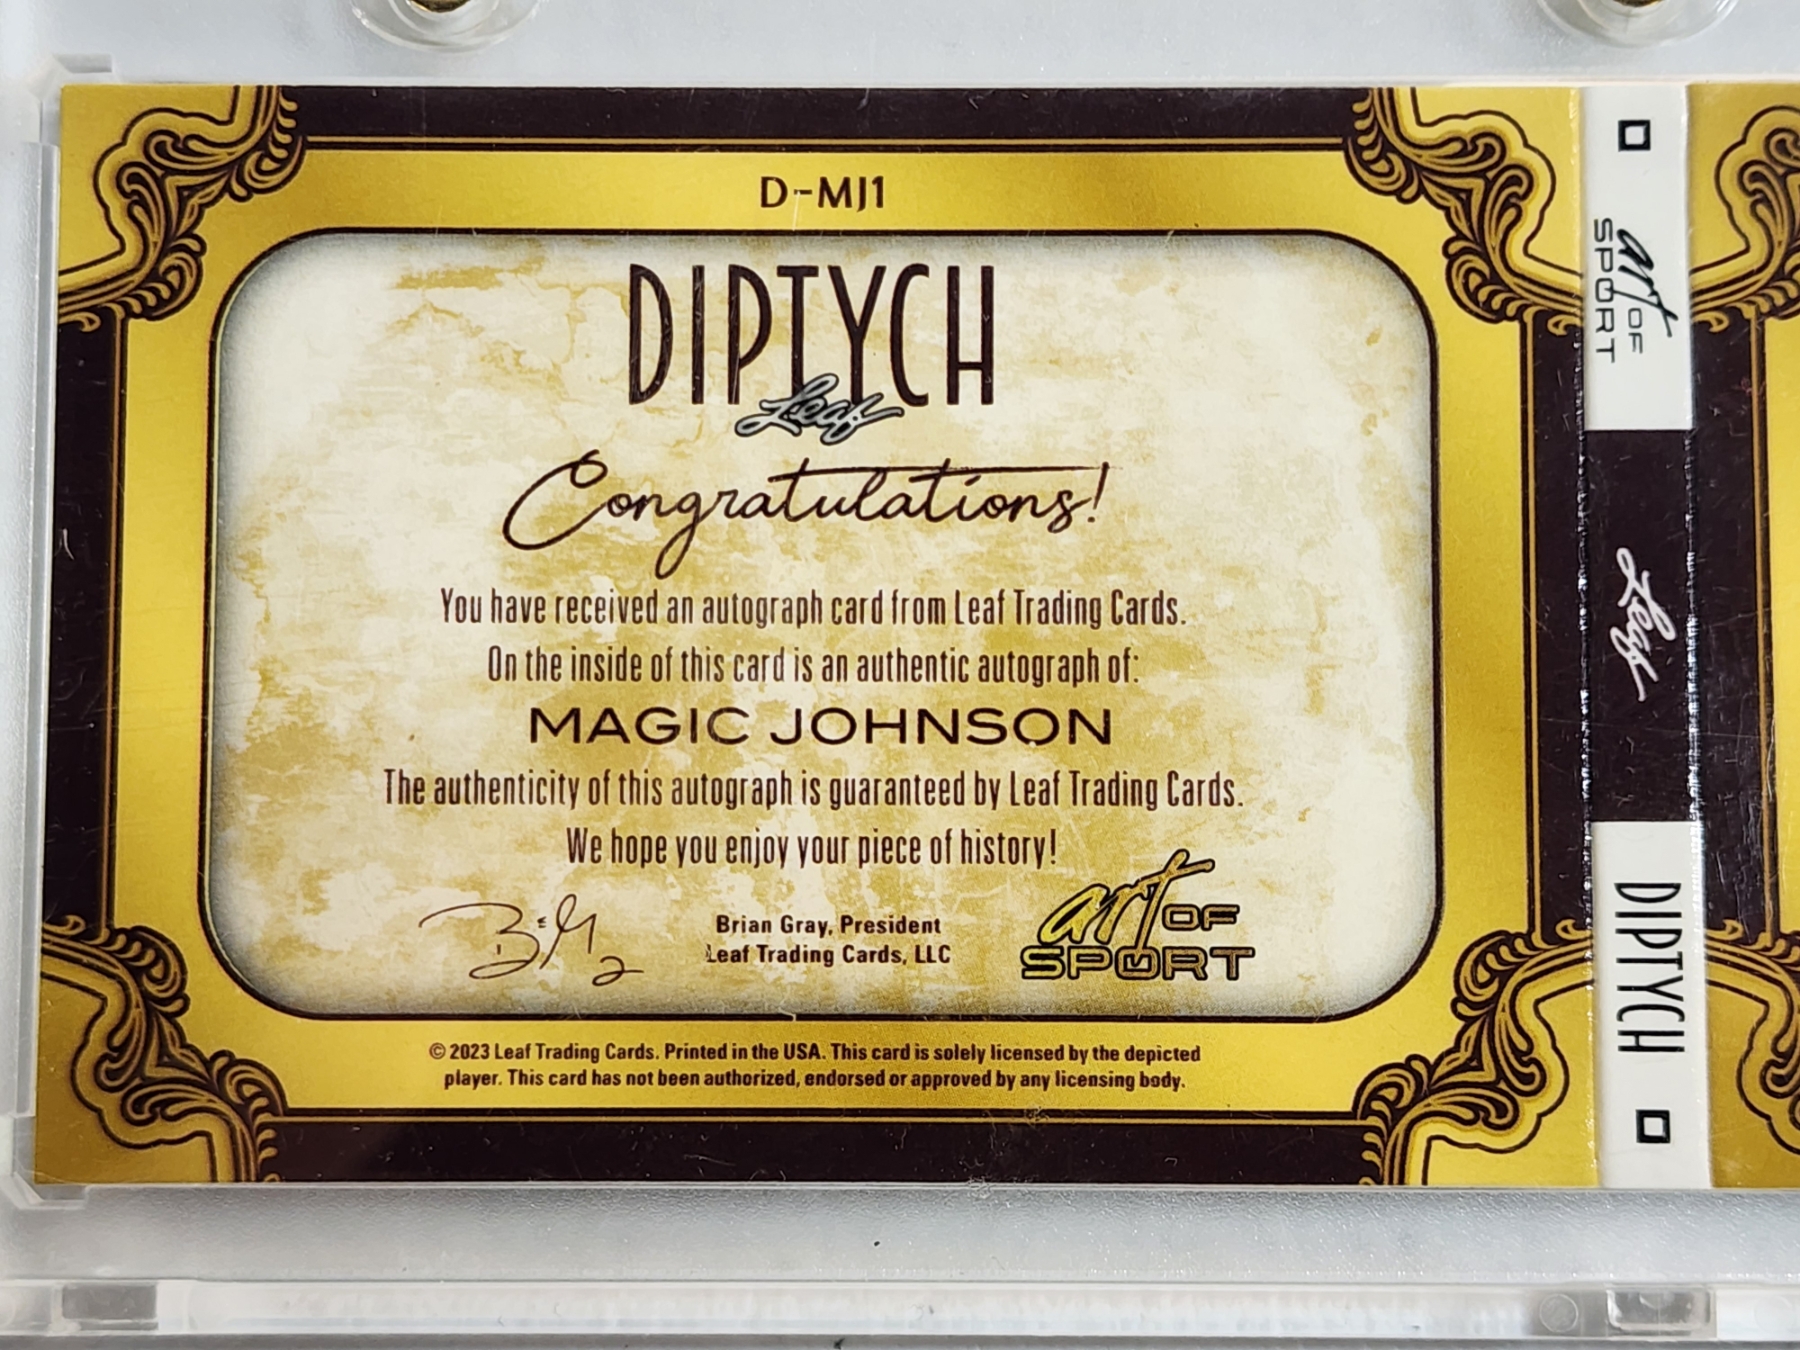 D-MJ1
DIPTYCH
Leaf
Congratulations!
You have received an autograph card from Leaf Trading Cards.
On the inside of this card is an authentic autograph of:
MAGIC JOHNSON
The authenticity of this autograph is guaranteed by Leaf Trading Cards.
We hope you enjoy your piece of history!
Brian Gray, President
Leaf Trading Cards, LLC
art OF
SPORT
© 2023 Leaf Trading Cards. Printed in the USA. This card is solely licensed by the depicted
player. This card has not been authorized, endorsed or approved by any licensing body.
art OF
SPORT
Leaf
DIPTYCH